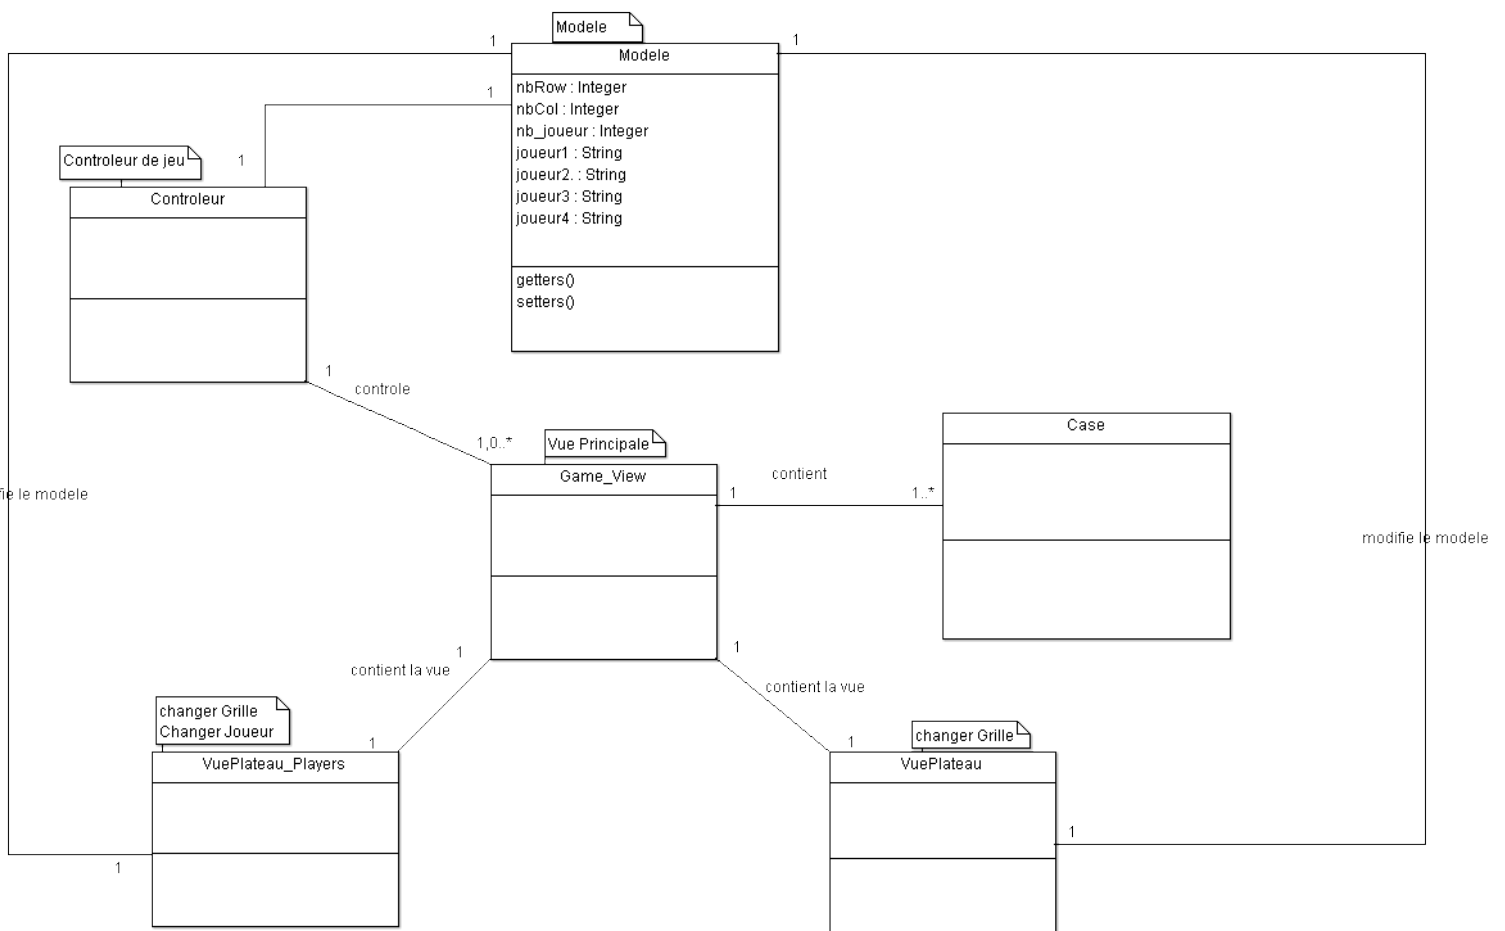 Modele
1
1
Modele
nbRow : Integer
nbCol : Integer
nb_joueur : Integer
joueur1 : String
joueur2. : String
joueur3 : String
joueur4 : String
getters()
setters()
1
1
Controleur de jeu
Controleur
1
controle
1,0..*
Vue Principale
Game_View
1
contient
1..*
Case
fie le modele
modifie le modele
1
contient la vue
1
1
contient la vue
1
changer Grille
Changer Joueur
VuePlateau_Players
1
changer Grille
VuePlateau
1